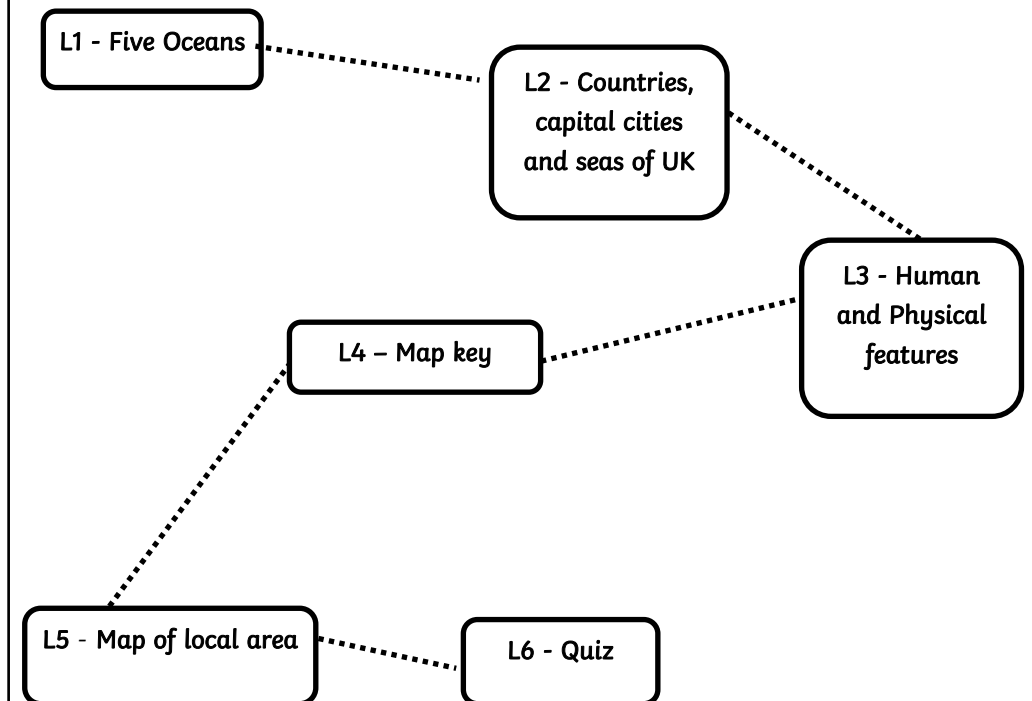 L1 - Five Oceans
L2 - Countries,
capital cities
and seas of UK
L3 - Human
and Physical
features
L4 – Map key
L5 - Map of local area
L6 - Quiz